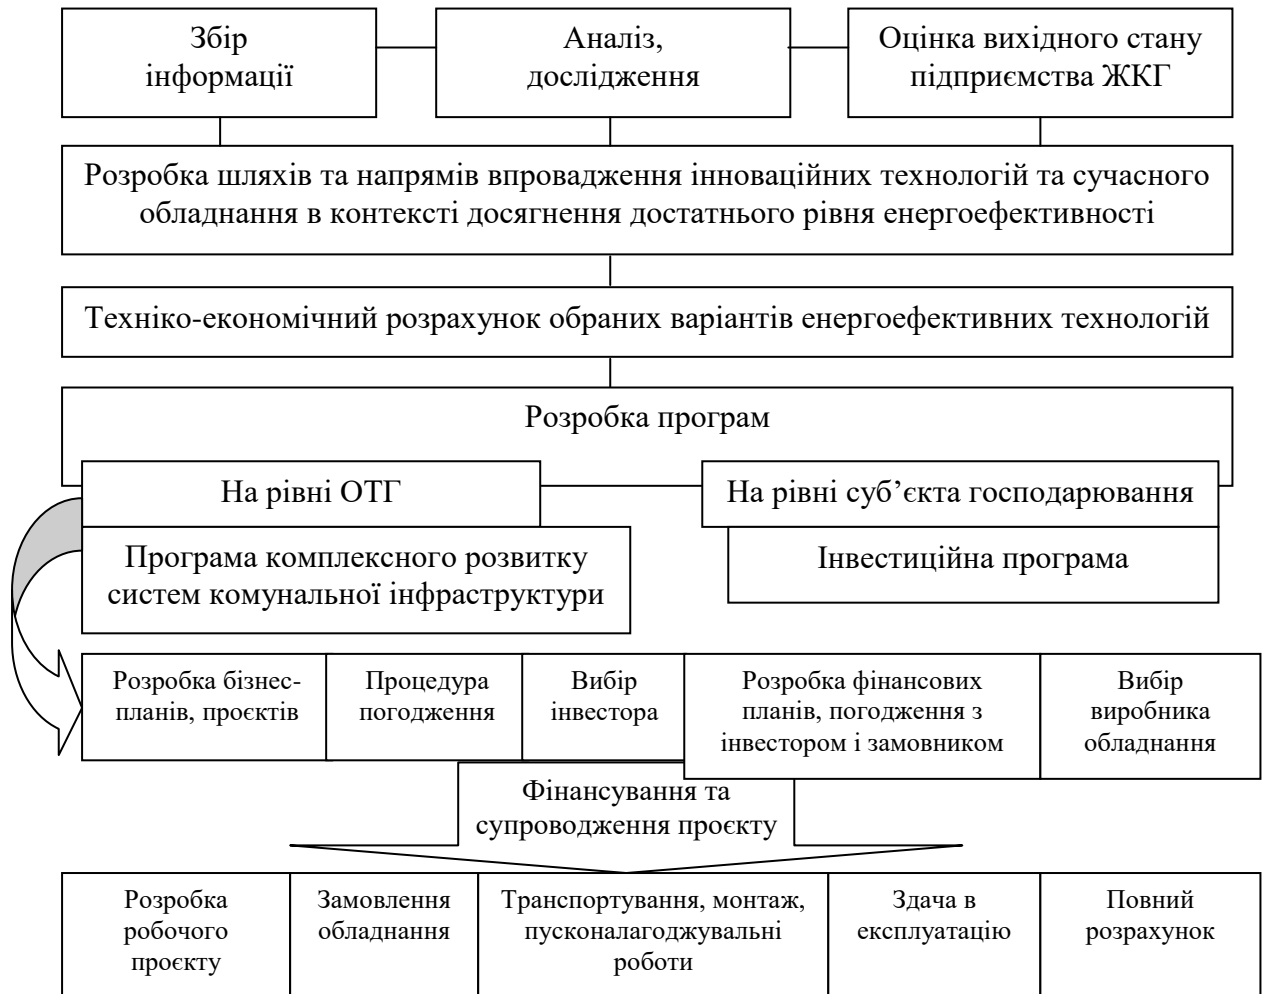 Збір
інформації
Аналіз,
дослідження
Оцінка вихідного стану
підприємства ЖКГ
Розробка шляхів та напрямів впровадження інноваційних технологій та сучасного
обладнання в контексті досягнення достатнього рівня енергоефективності
Техніко-економічний розрахунок обраних варіантів енергоефективних технологій
Розробка програм
На рівні ОТГ
На рівні суб’єкта господарювання
Програма комплексного розвитку
систем комунальної інфраструктури
Інвестиційна програма
Розробка бізнес-
планів, проєктів
Процедура
погодження
Вибір
інвестора
Розробка фінансових
планів, погодження з
інвестором і замовником
Вибір
виробника
обладнання
Фінансування та
супроводження проєкту
Розробка
робочого
проєкту
Замовлення
обладнання
Транспортування, монтаж,
пусконалагоджувальні
роботи
Здача в
експлуатацію
Повний
розрахунок